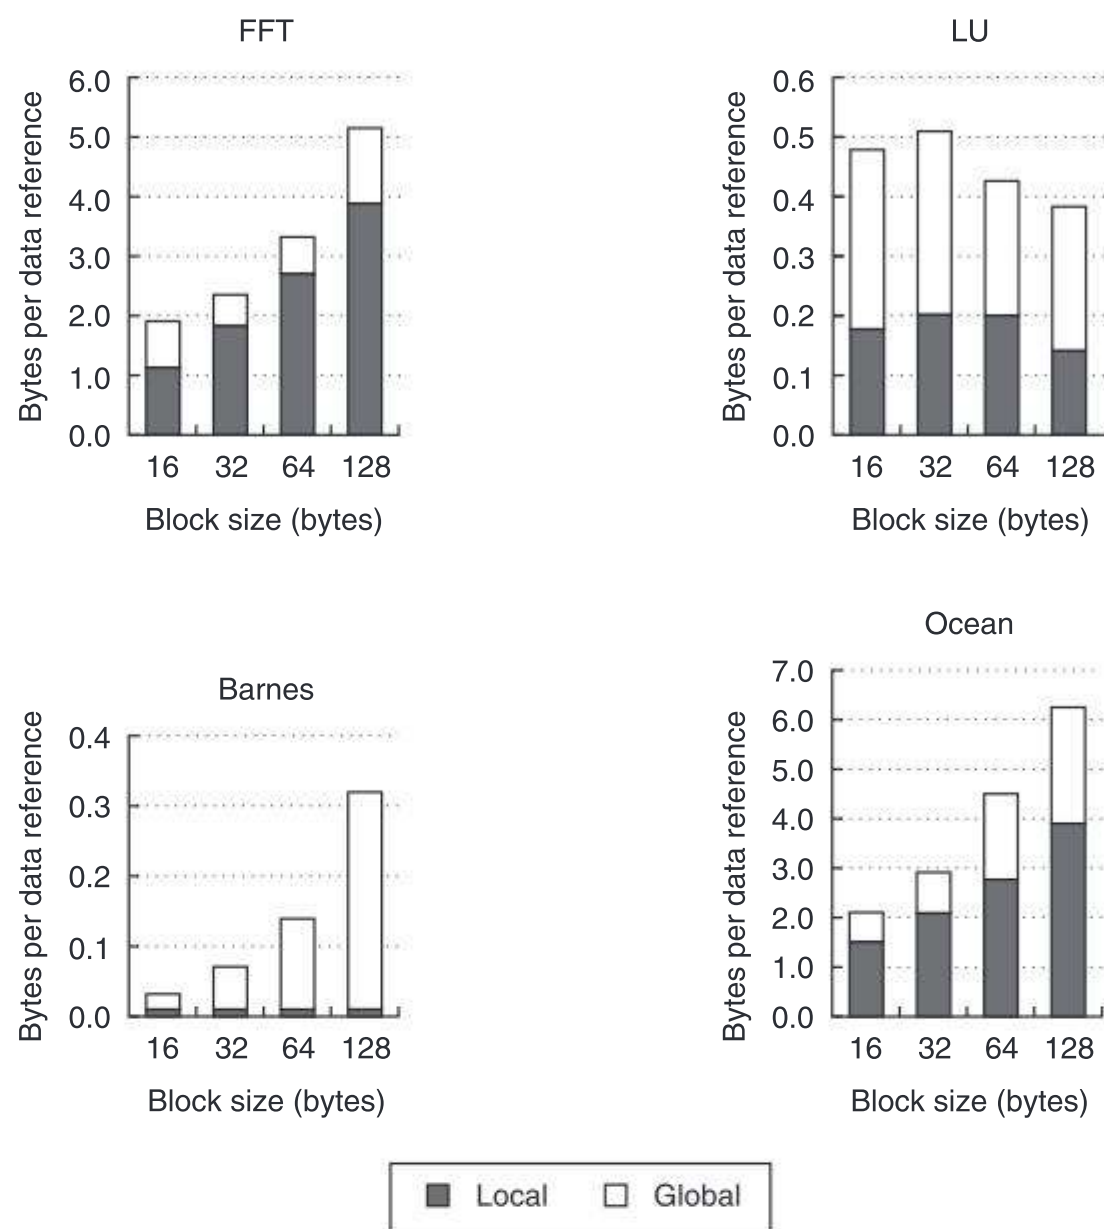 FFT
Bytes per data reference
6.0
5.0
4.0
3.0
2.0
1.0
0.0
16 32 64 128
Block size (bytes)
LU
Bytes per data reference
0.6
0.5
0.4
0.3
0.2
0.1
0.0
16 32 64 128
Block size (bytes)
Barnes
Bytes per data reference
0.4
0.3
0.2
0.1
0.0
16 32 64 128
Block size (bytes)
Ocean
Bytes per data reference
7.0
6.0
5.0
4.0
3.0
2.0
1.0
0.0
16 32 64 128
Block size (bytes)
Local Global